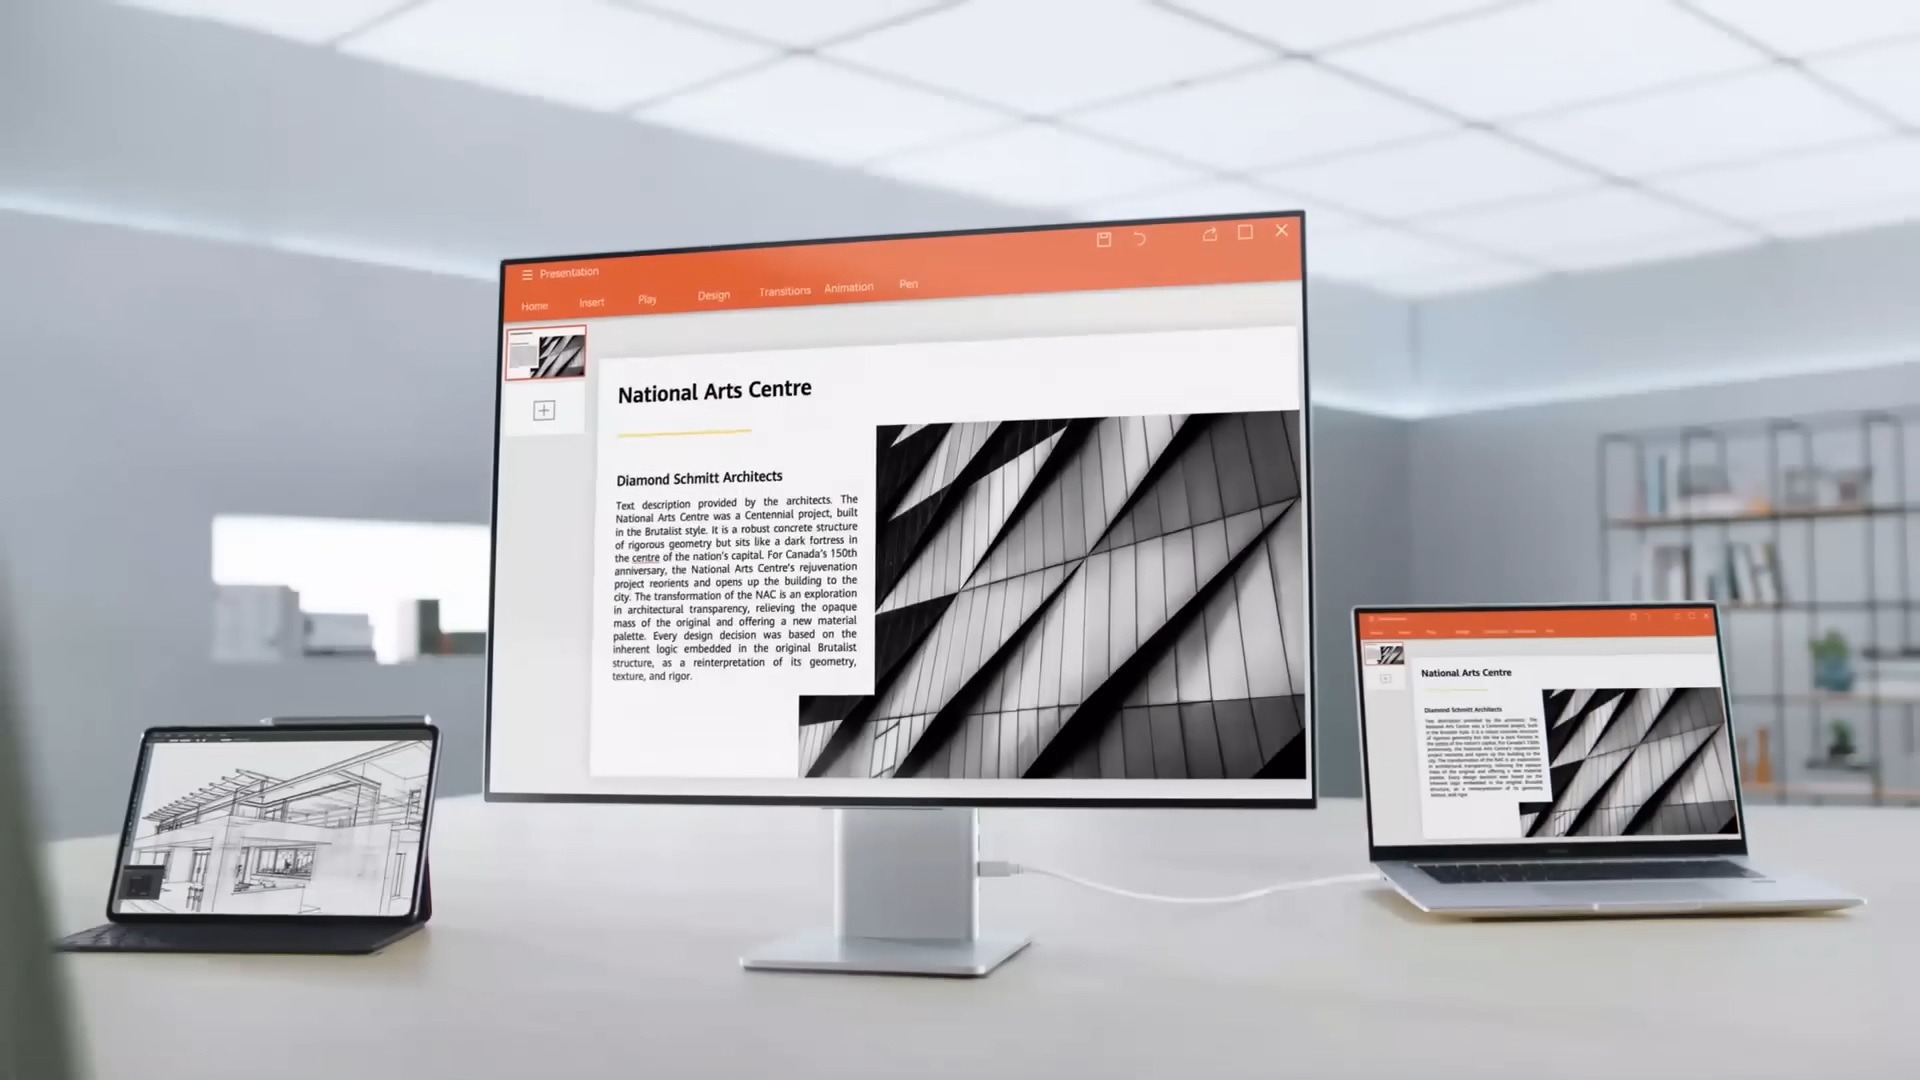 Presentation
Home Insert Play Design Transitions Animation Pen
National Arts Centre
Diamond Schmitt Architects
Text description provided by the architects. The
National Arts Centre was a Centennial project, built
in the Brutalist style. It is a robust concrete structure
of rigorous geometry but sits like a dark fortress in
the centre of the nation's capital. For Canada's 150th
anniversary, the National Arts Centre's rejuvenation
project reorients and opens up the building to the
city. The transformation of the NAC is an exploration
in architectural transparency, relieving the opaque
mass of the original and offering a new material
palette. Every design decision was based on the
inherent logic embedded in the original Brutalist
structure, as a reinterpretation of its geometry,
texture, and rigor.
National Arts Centre
Diamond Schmitt Architects